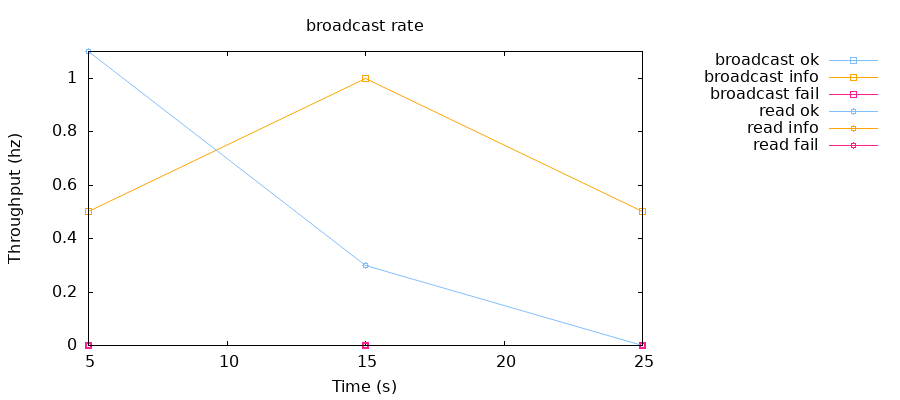 broadcast rate
Throughput (hz)
1
0.8
0.6
0.4
0.2
0
5
10
15
20
25
Time (s)
broadcast ok
broadcast info
broadcast fail
read ok
read info
read fail